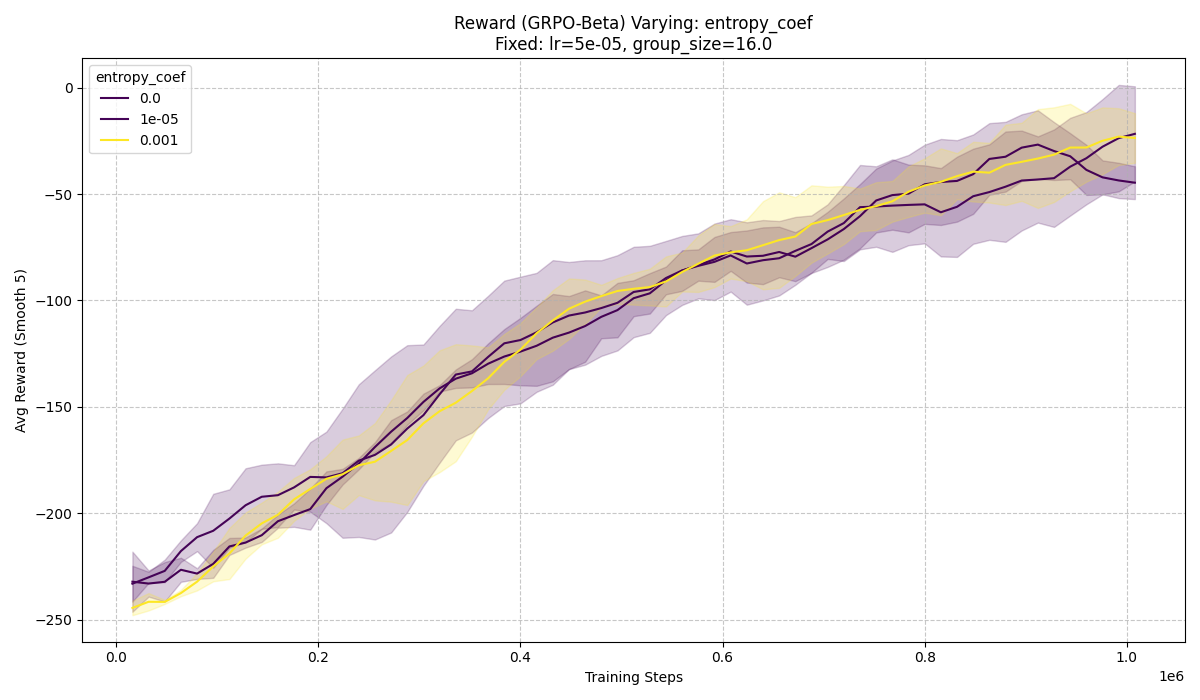 Reward (GRPO-Beta) Varying: entropy_coef
Fixed: lr=5e-05, group_size=16.0
entropy_coef
0.0
1e-05
0.001
Avg Reward (Smooth 5)
0
−50
−100
−150
−200
−250
0.0
0.2
0.4
0.6
0.8
1.0
1e6
Training Steps